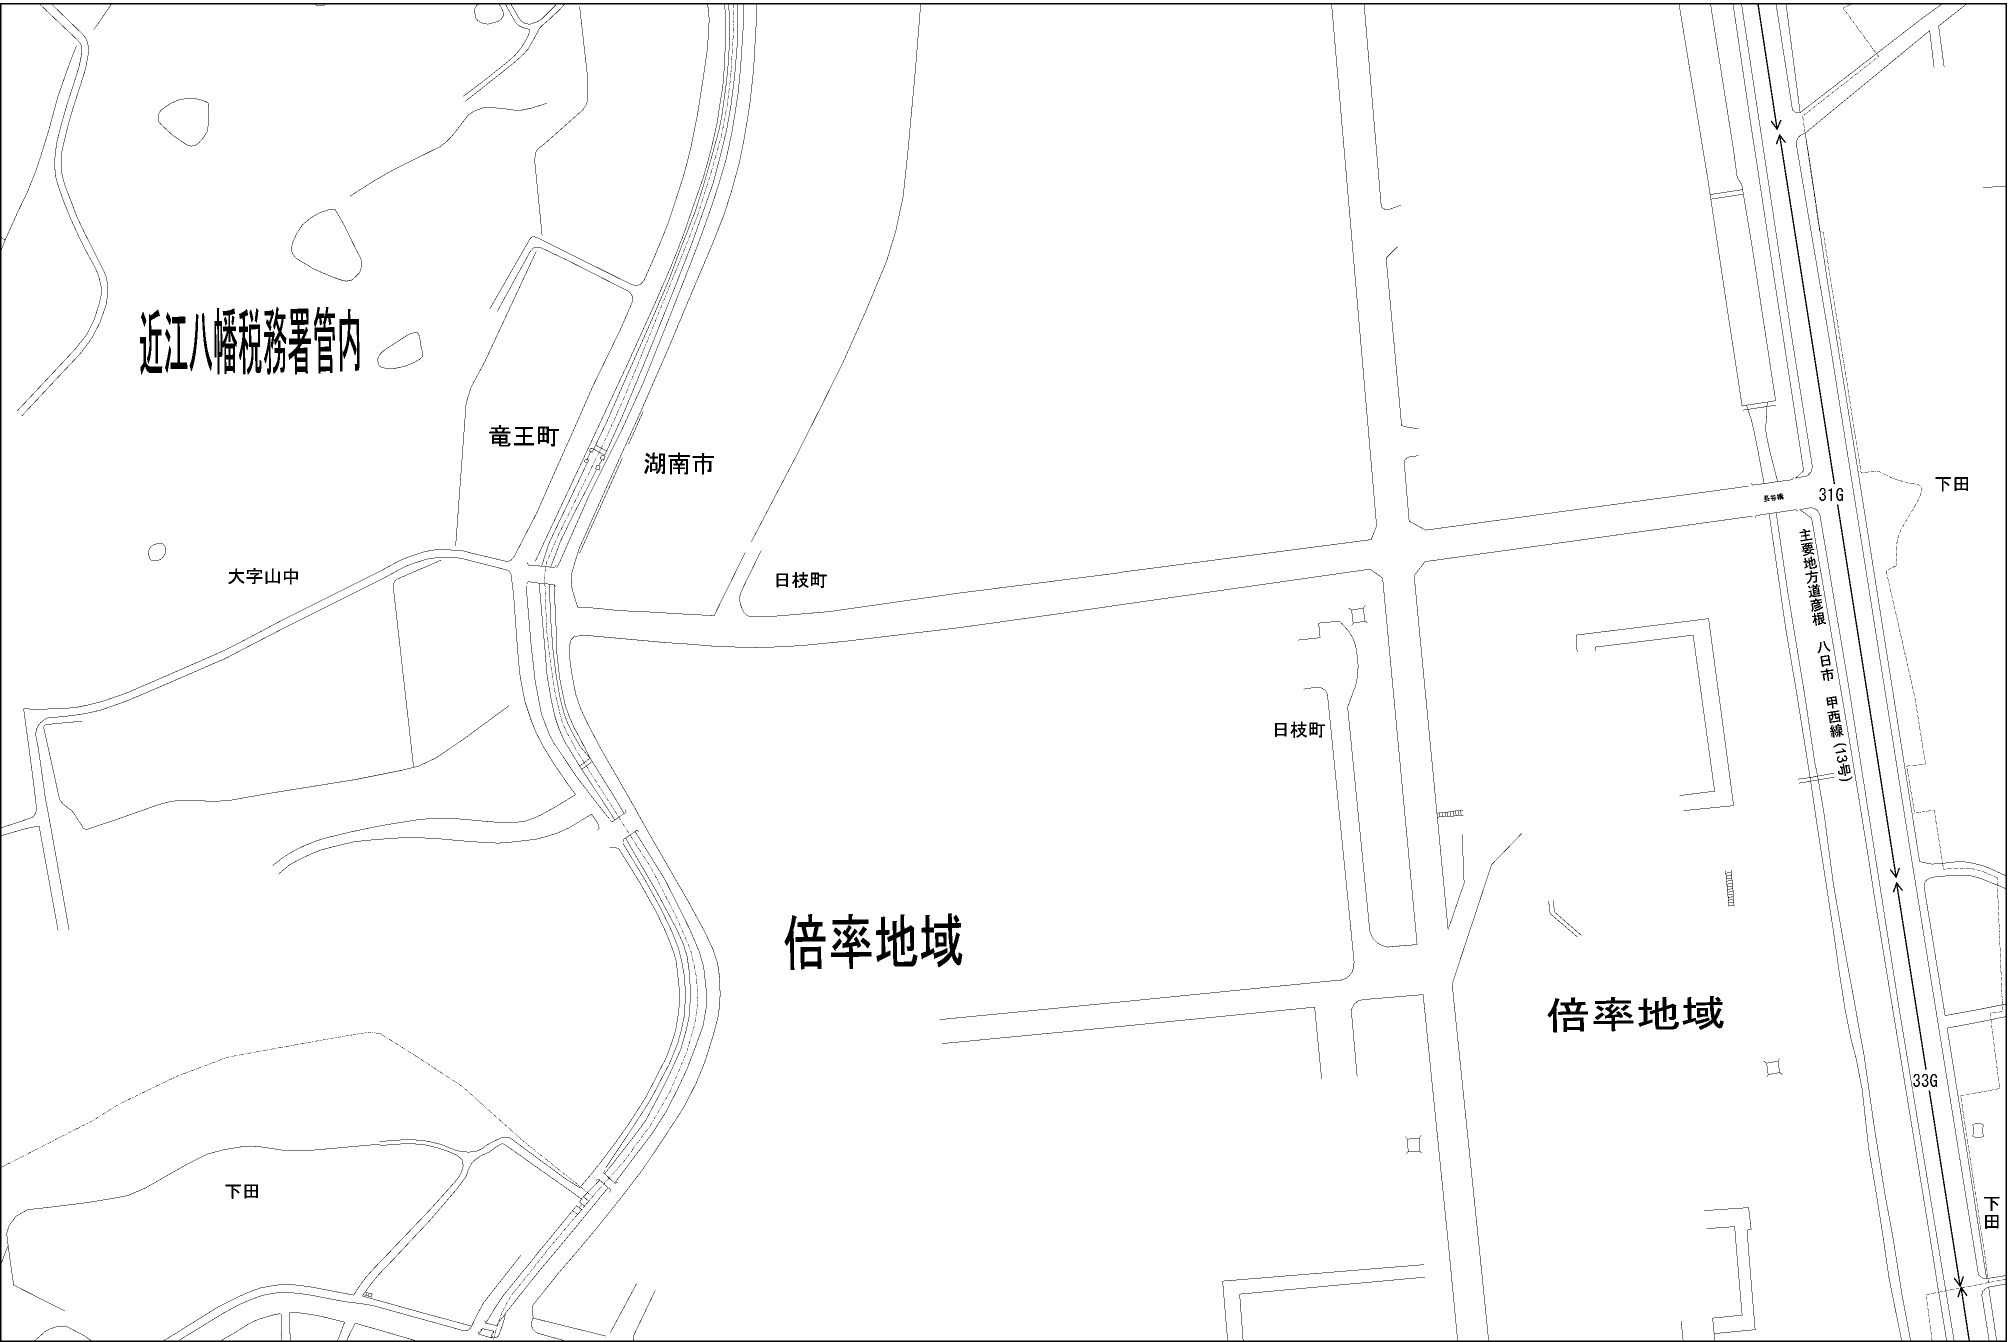 近江八幡税務署管内
竜王町
湖南市
下田
31G
長谷橋
大字山中
日枝町
主要地方道彦根　八日市　甲西線(13号)
日枝町
倍率地域
倍率地域
33G
下田
下田